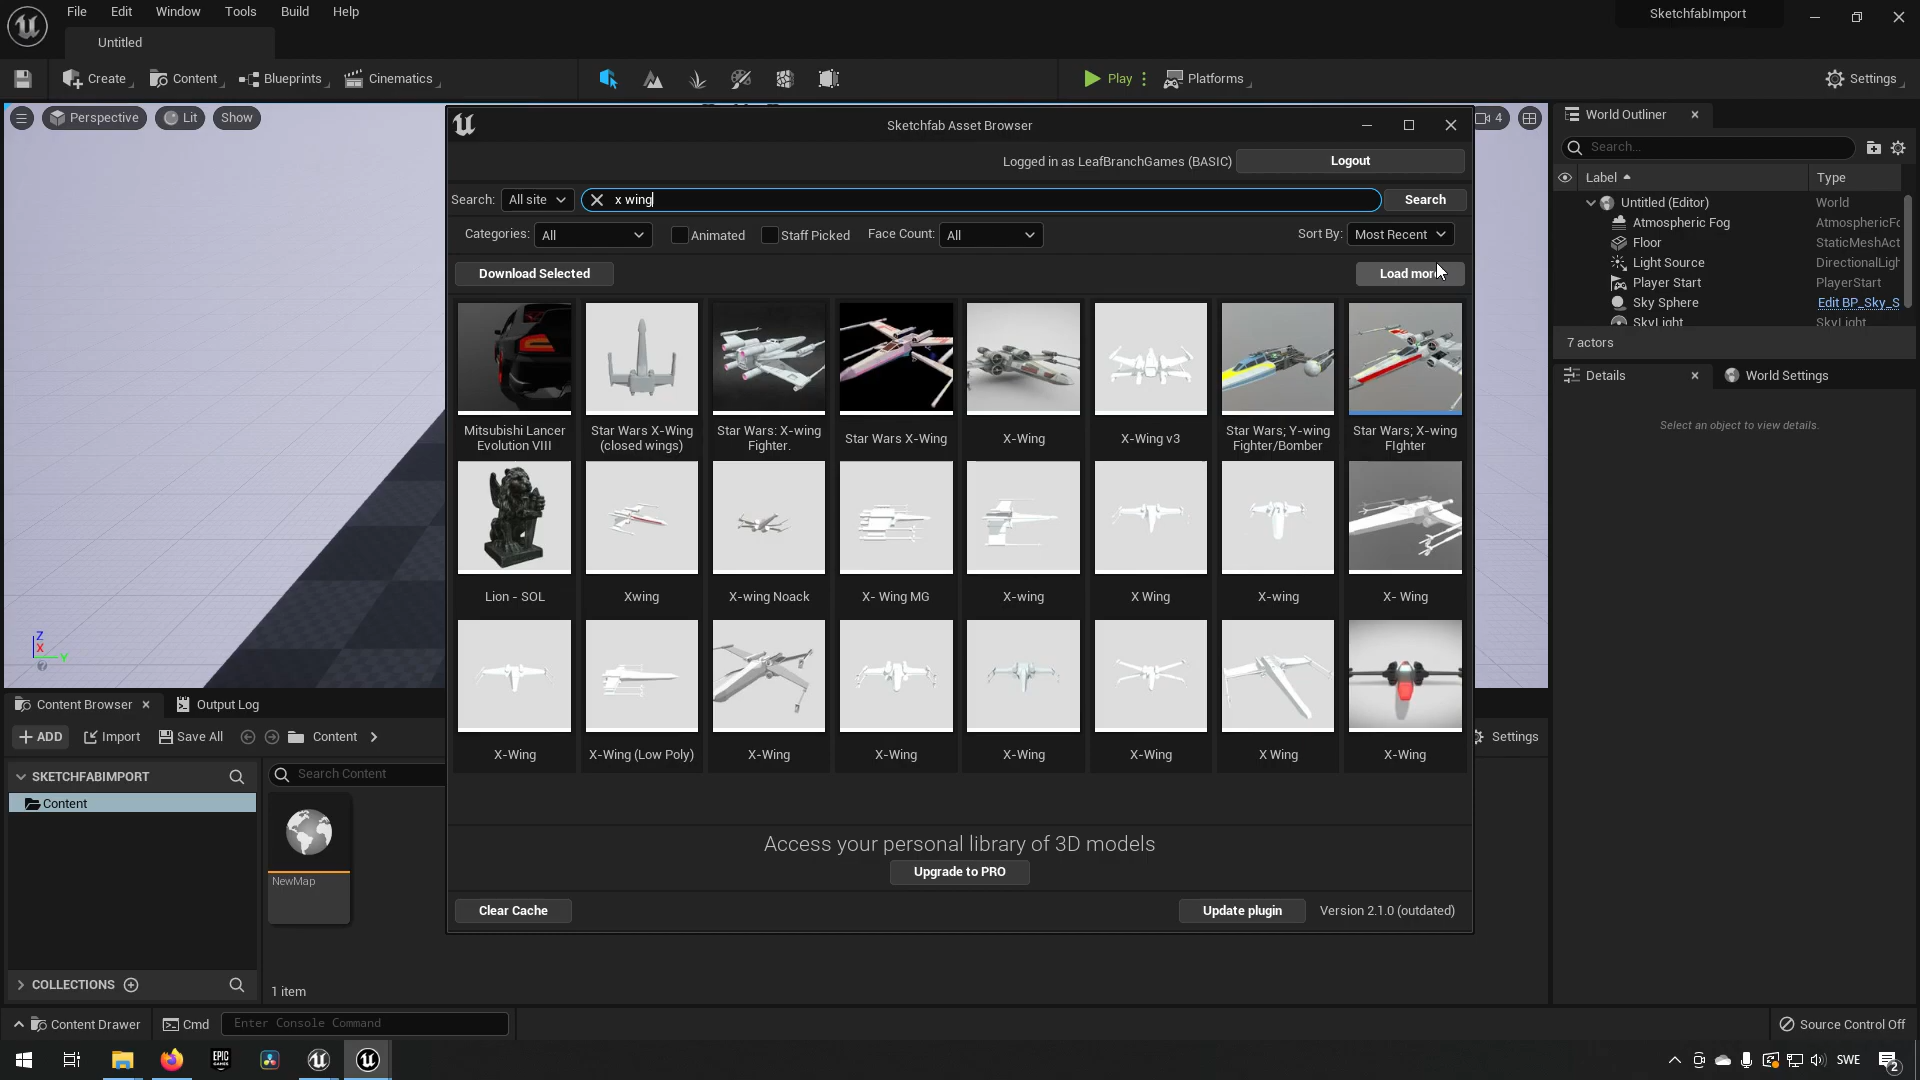 File Edit Window Tools Build Help
SketchfabImport
Untitled
Create Content Blueprints Cinematics
Play Platforms Settings
Perspective Lit Show
4
Sketchfab Asset Browser
Logged in as LeafBranchGames (BASIC) Logout
Search: All site x wing Search
Categories: All Animated Staff Picked Face Count: All Sort By: Most Recent
Download Selected Load more
Mitsubishi Lancer Evolution VIII
Star Wars X-Wing (closed wings)
Star Wars: X-wing Fighter.
Star Wars X-Wing
X-Wing
X-Wing v3
Star Wars; Y-wing Fighter/Bomber
Star Wars; X-wing FIghter
Lion - SOL
Xwing
X-wing Noack
X- Wing MG
X-wing
X Wing
X-wing
X- Wing
X-Wing
X-Wing (Low Poly)
X-Wing
X-Wing
X-Wing
X-Wing
X Wing
X-Wing
Access your personal library of 3D models
Upgrade to PRO
Clear Cache Update plugin Version 2.1.0 (outdated)
World Outliner
Search...
Label Type
Untitled (Editor) World
Atmospheric Fog AtmosphericFo
Floor StaticMeshAct
Light Source DirectionalLigh
Player Start PlayerStart
Sky Sphere Edit BP_Sky_S
SkyLight SkyLight
7 actors
Details World Settings
Select an object to view details.
Z
X
Y
Content Browser Output Log
ADD Import Save All Content Settings
SKETCHFABIMPORT Search Content
Content
NewMap
COLLECTIONS 1 item
Content Drawer Cmd Enter Console Command Source Control Off
EPIC GAMES
SWE 2